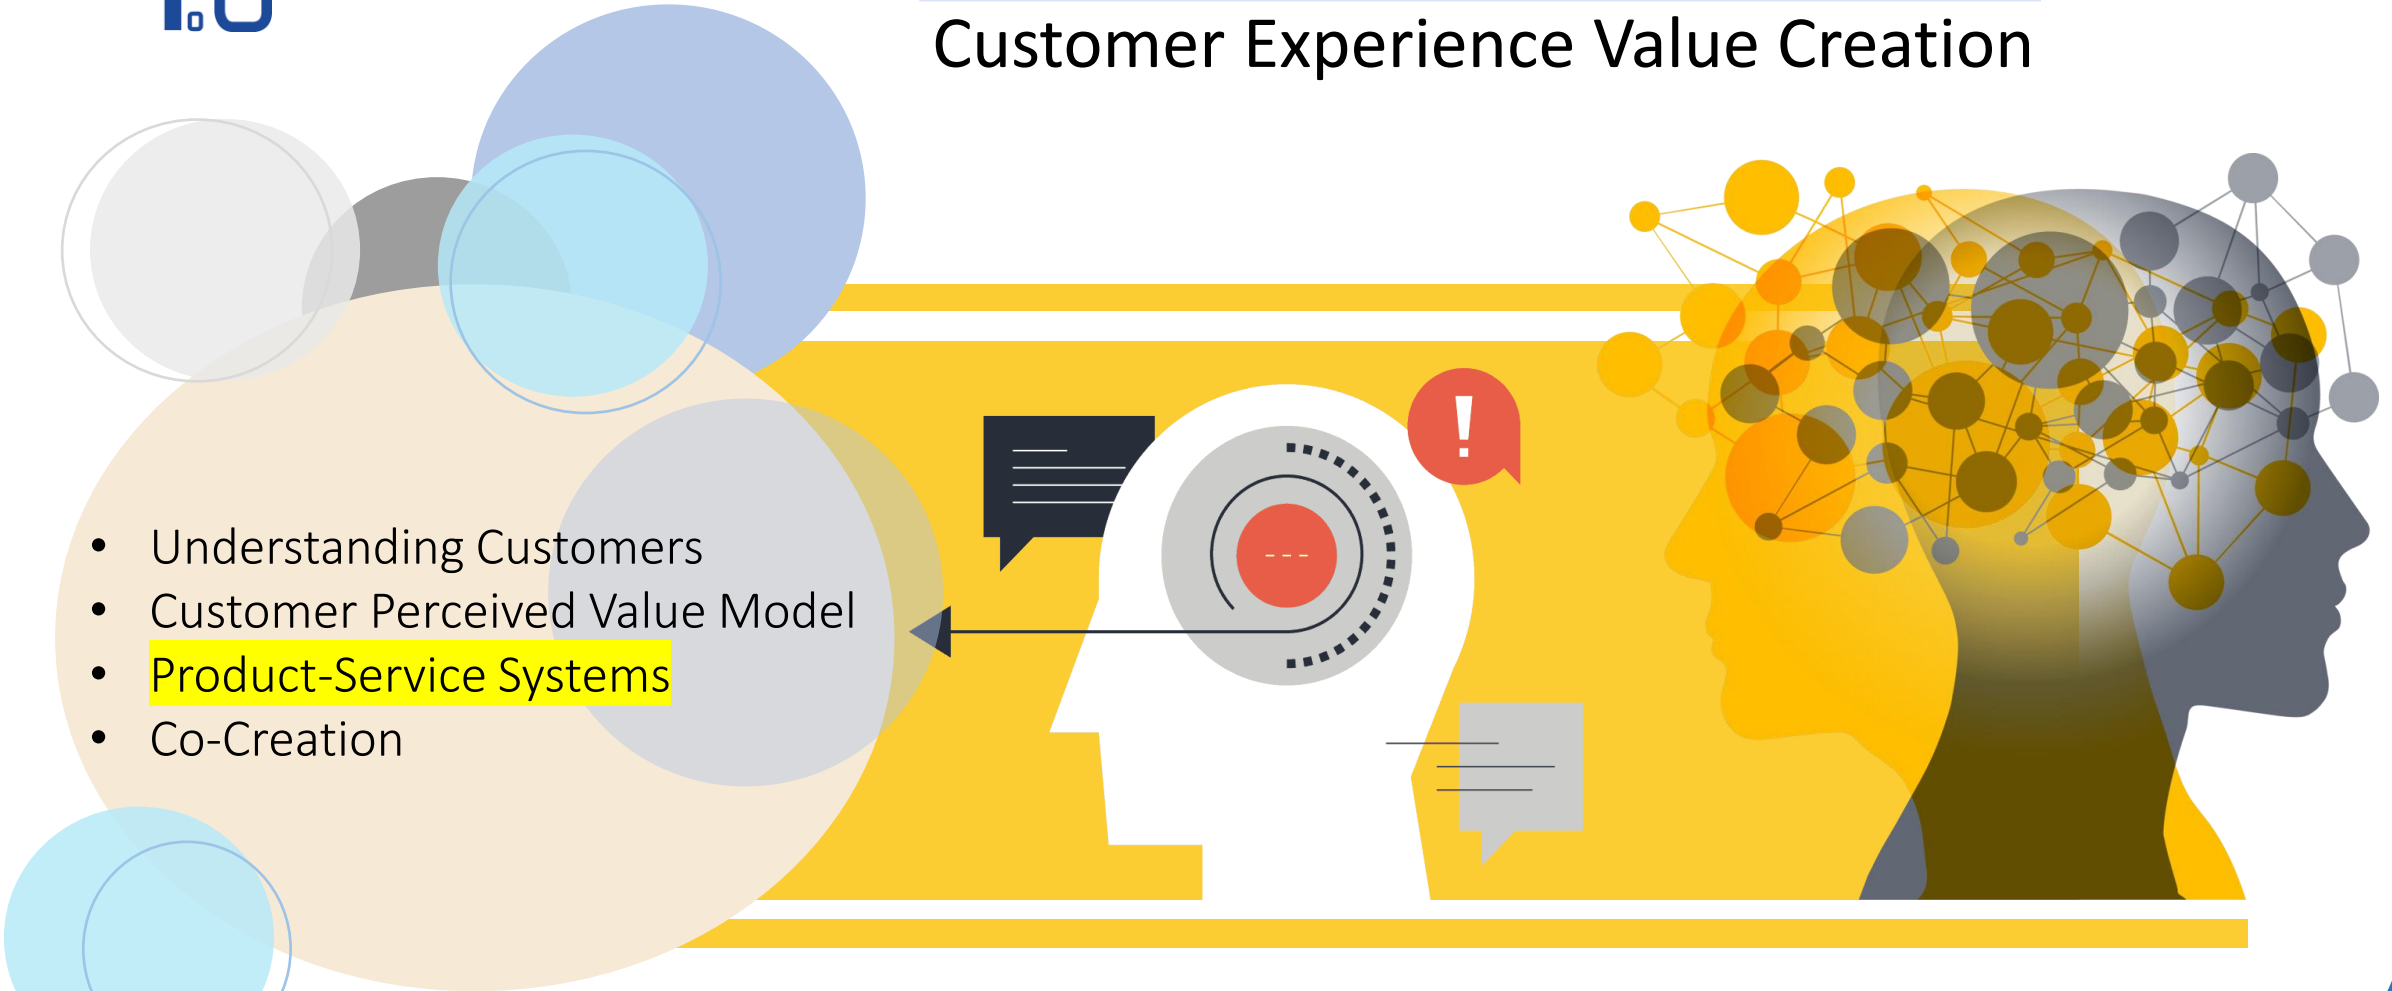 Customer Experience Value Creation
• Understanding Customers
• Customer Perceived Value Model
• Product-Service Systems
• Co-Creation
!
---